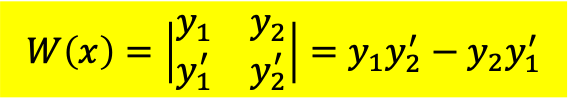 W(x) = |y₁ y₂|
|y₁′ y₂′| = y₁y₂′ − y₂y₁′